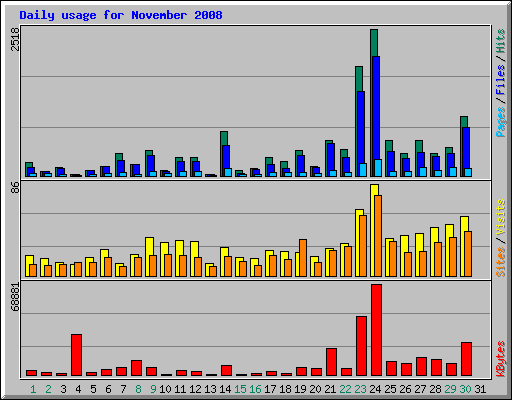 Daily usage for November 2008
2518
Pages / Files / Hits
86
Sites / Visits
68881
KBytes
1 2 3 4 5 6 7 8 9 10 11 12 13 14 15 16 17 18 19 20 21 22 23 24 25 26 27 28 29 30 31